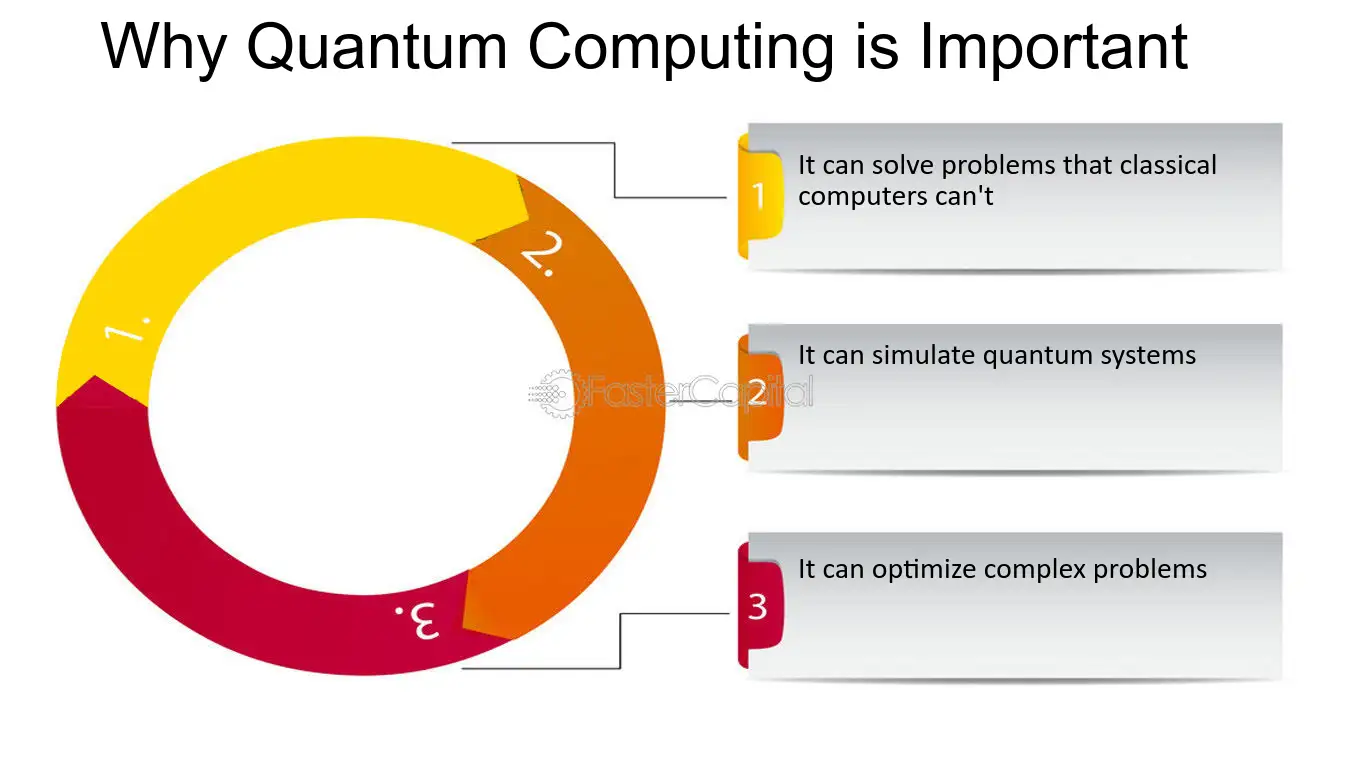 Why Quantum Computing is Important
1.
2.
3.
1
It can solve problems that classical
computers can't
2
It can simulate quantum systems
FasterCapital
3
It can optimize complex problems